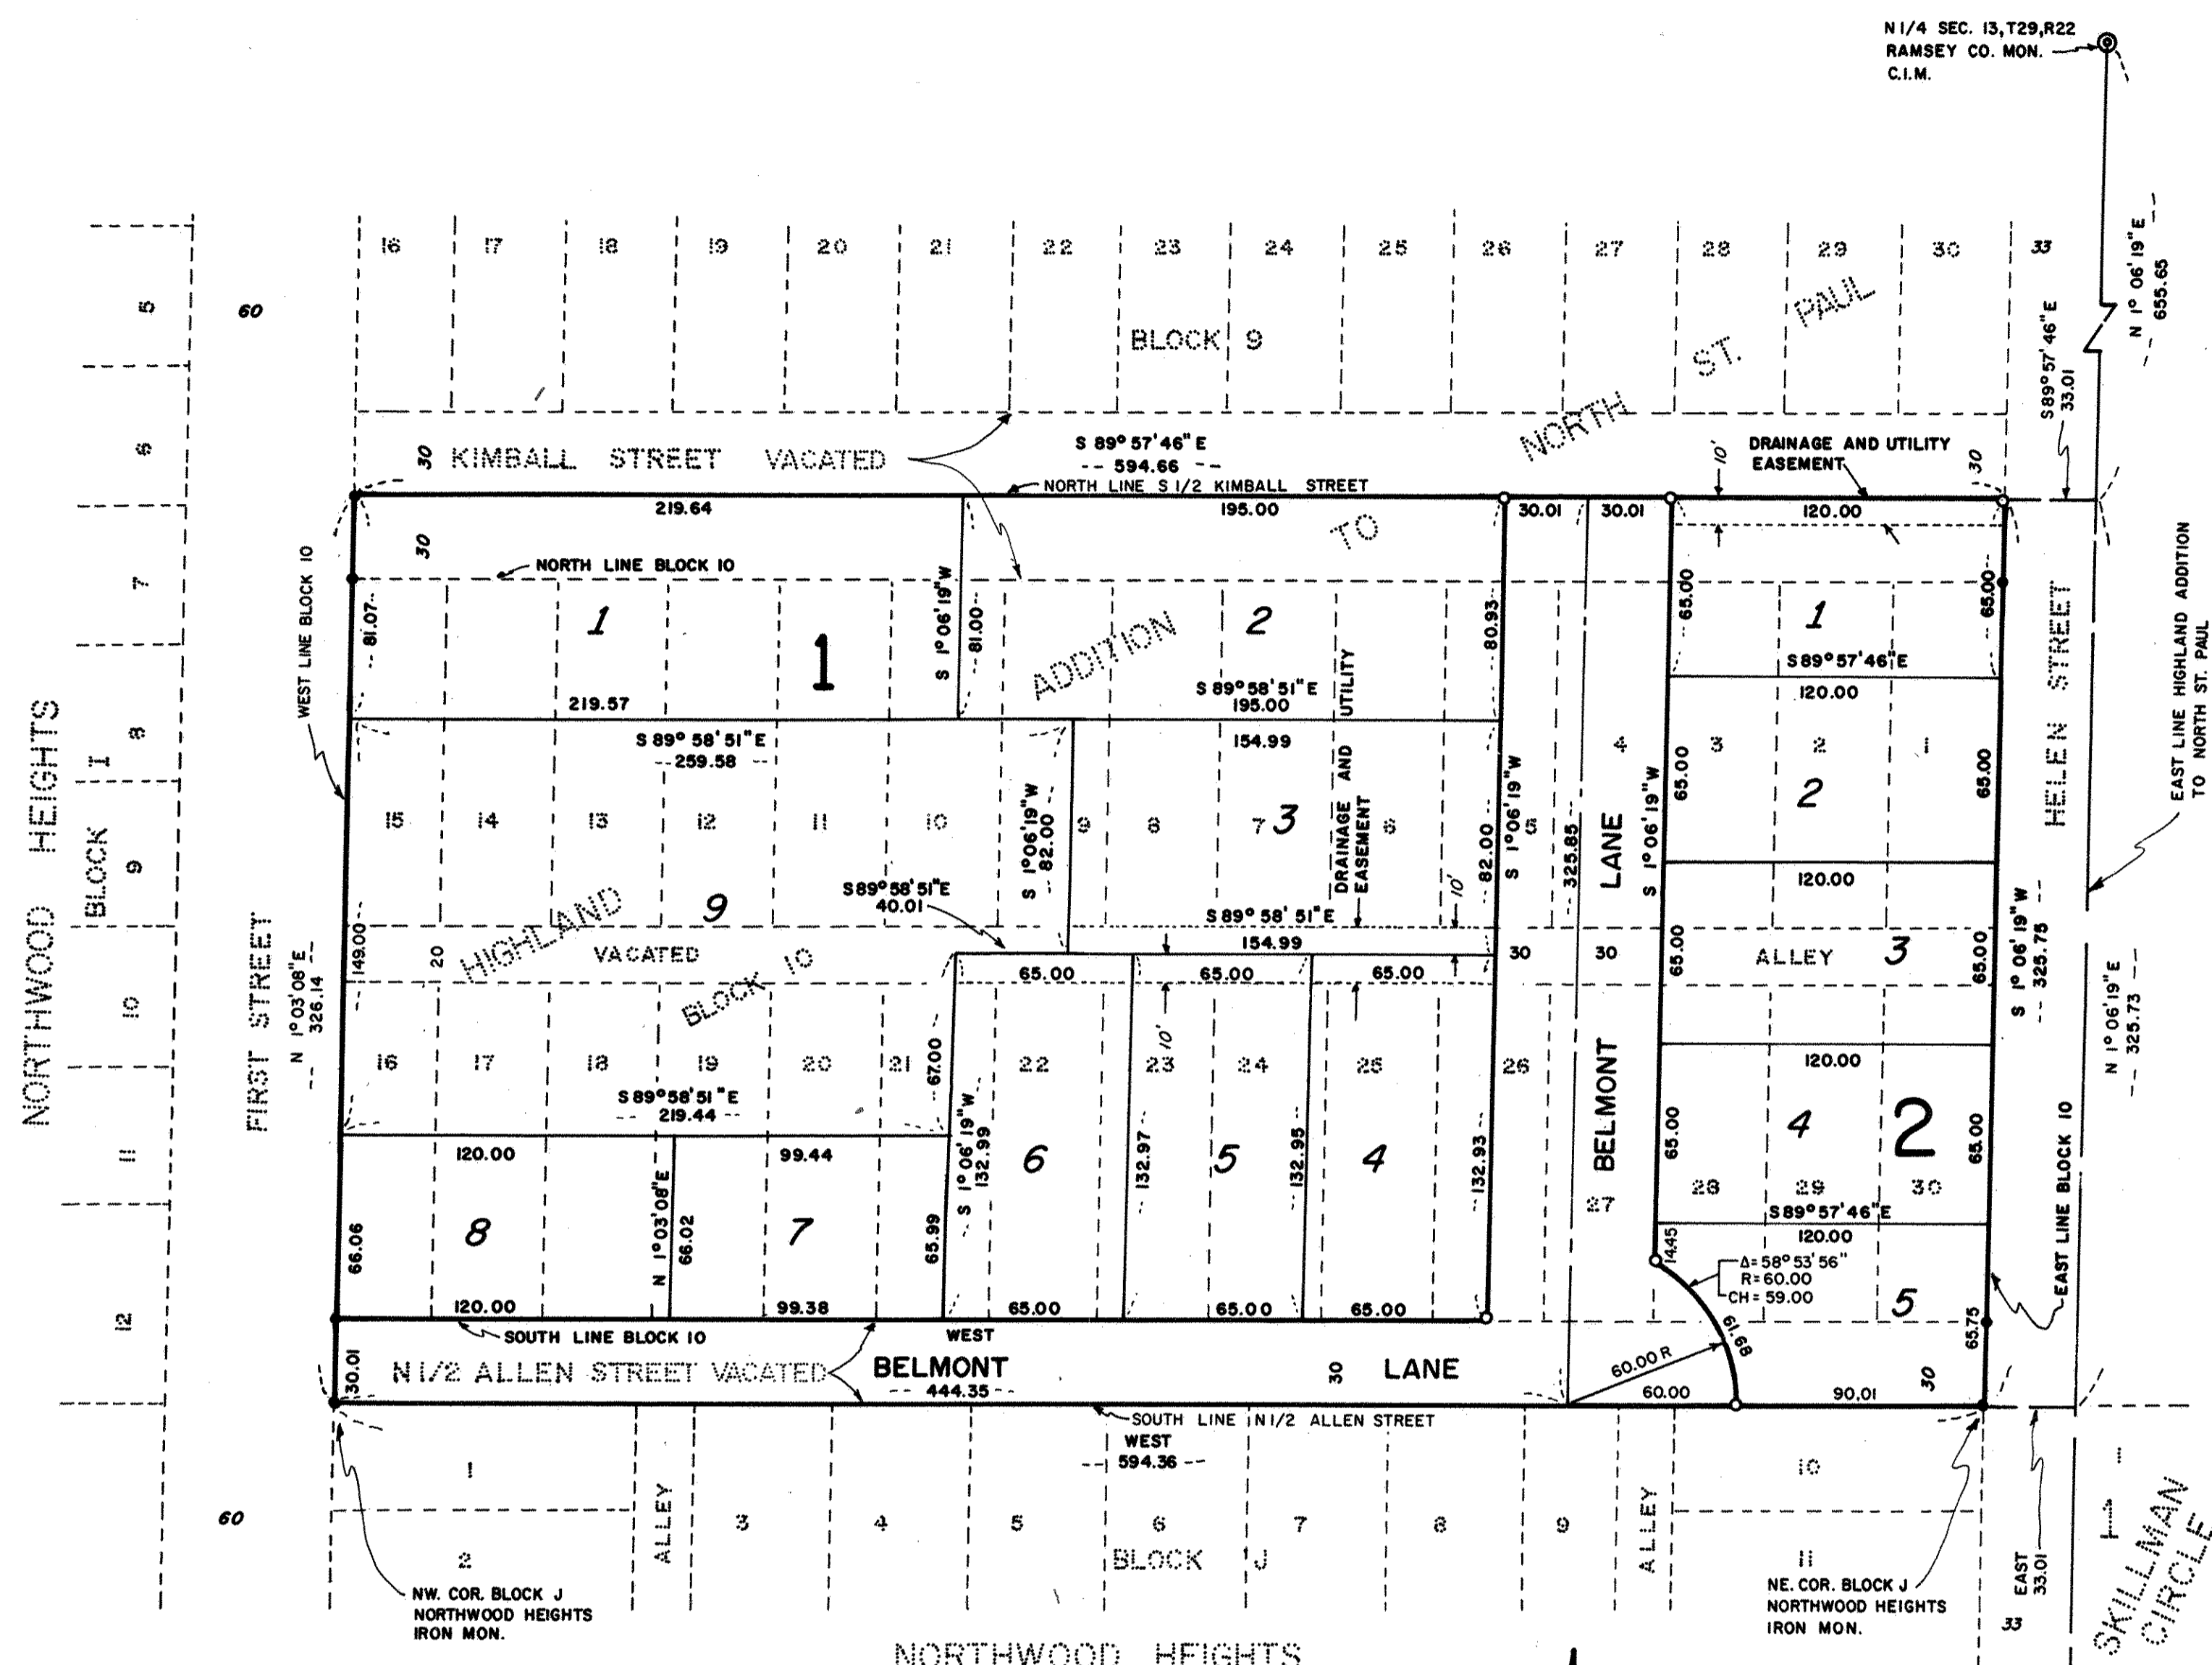 N 1/4 SEC. 13, T29, R22
RAMSEY CO. MON.
C.I.M.
N 1° 06' 19" E
655.65
16 17 18 19 20 21 22 23 24 25 26 27 28 29 30 33
5
60
BLOCK 9
NORTH ST. PAUL
S 89° 57' 46" E
33.01
6
30
KIMBALL STREET VACATED
S 89° 57' 46" E
-- 594.66 --
NORTH LINE S 1/2 KIMBALL STREET
10'
DRAINAGE AND UTILITY
EASEMENT
30
219.64
195.00
30.01
30.01
120.00
TO
30
NORTH LINE BLOCK 10
WEST LINE BLOCK 10
7
81.07
1
1
S 1° 06' 19" W
81.00
ADDITION
2
80.93
65.00
1
65.00
S 89° 57' 46" E
120.00
HELEN STREET
EAST LINE HIGHLAND ADDITION
TO NORTH ST. PAUL
219.57
S 89° 58' 51" E
195.00
S 89° 58' 51" E
-- 259.58 --
154.99
DRAINAGE AND UTILITY
EASEMENT
NORTHWOOD HEIGHTS
BLOCK I
8
9
15 14 13 12 11 10 9 8 7 6 5 4 3 2 1
S 1° 06' 19" W
82.00
3
82.00
S 1° 06' 19" W
325.85
LANE
S 1° 06' 19" W
65.00
2
65.00
120.00
S 89° 58' 51" E
40.01
9
10'
S 89° 58' 51" E
154.99
FIRST STREET
N 1° 03' 08" E
326.14
149.00
20
HIGHLAND
VACATED
BLOCK 10
30
30
65.00
ALLEY
3
65.00
S 1° 06' 19" W
325.75
N 1° 06' 19" E
325.73
65.00
65.00
65.00
10
10'
120.00
16 17 18 19 20 21 22 23 24 25 26
67.00
S 89° 58' 51" E
-- 219.44 --
BELMONT
11
120.00
99.44
S 1° 06' 19" W
132.99
6
132.97
5
132.95
4
132.93
65.00
4
2
65.00
27 28 29 30
S 89° 57' 46" E
120.00
EAST LINE BLOCK 10
66.06
8
N 1° 03' 08" E
66.02
7
65.99
14.45
Δ= 58° 53' 56"
R= 60.00
CH = 59.00
5
65.75
12
120.00
99.38
65.00
65.00
65.00
61.68
SOUTH LINE BLOCK 10
WEST
30.01
N 1/2 ALLEN STREET VACATED
BELMONT LANE
-- 444.35 --
30
60.00 R
60.00
90.01
30
SOUTH LINE N 1/2 ALLEN STREET
WEST
-- 594.36 --
1
60
2
ALLEY
3 4 5 6 7 8 9
BLOCK J
ALLEY
10
11
EAST
33.01
1
SKILLMAN
CIRCLE
NW. COR. BLOCK J
NORTHWOOD HEIGHTS
IRON MON.
NE. COR. BLOCK J
NORTHWOOD HEIGHTS
IRON MON.
33
NORTHWOOD HEIGHTS